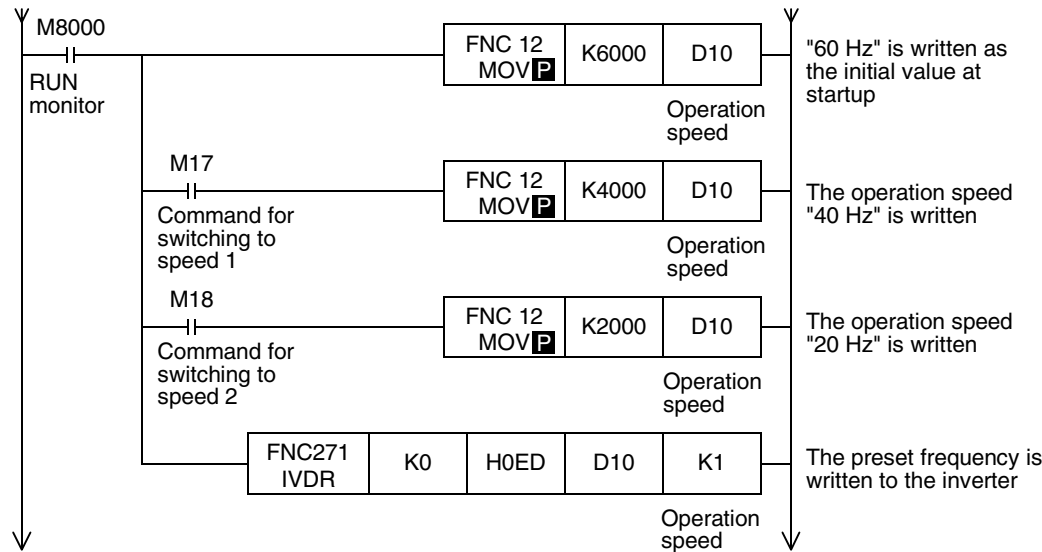 M8000
RUN
monitor
FNC 12
MOVP
K6000
D10
Operation
speed
"60 Hz" is written as
the initial value at
startup
M17
Command for
switching to
speed 1
FNC 12
MOVP
K4000
D10
Operation
speed
The operation speed
"40 Hz" is written
M18
Command for
switching to
speed 2
FNC 12
MOVP
K2000
D10
Operation
speed
The operation speed
"20 Hz" is written
FNC271
IVDR
K0
H0ED
D10
K1
Operation
speed
The preset frequency is
written to the inverter